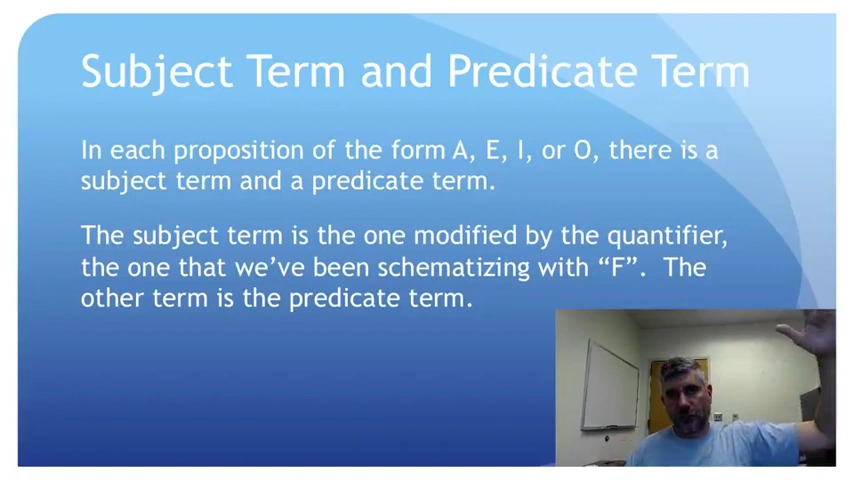 Subject Term and Predicate Term
In each proposition of the form A, E, I, or O, there is a
subject term and a predicate term.
The subject term is the one modified by the quantifier,
the one that we’ve been schematizing with “F”.  The
other term is the predicate term.